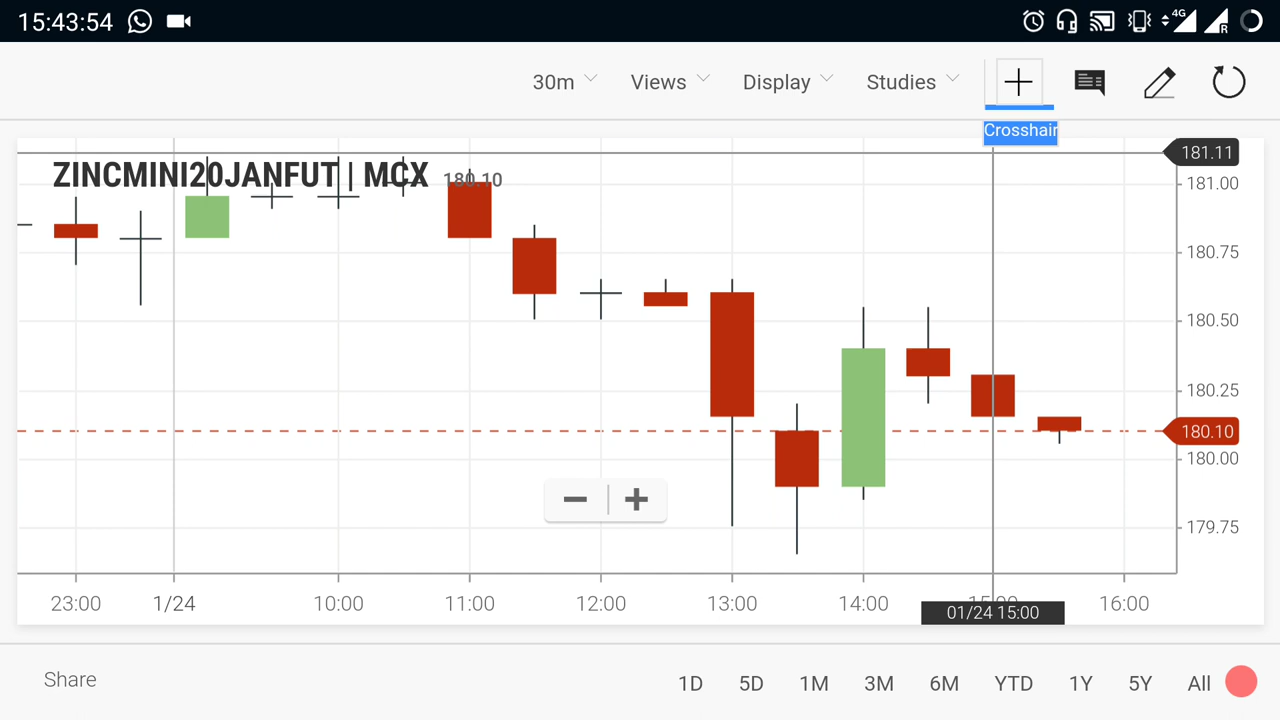 15:43:54
4G
R
30m Views Display Studies
Crosshair
ZINCMINI20JANFUT | MCX 180.10
181.11
181.00
180.75
180.50
180.25
180.10
180.00
179.75
23:00 1/24 10:00 11:00 12:00 13:00 14:00 15:00 16:00
01/24 15:00
Share 1D 5D 1M 3M 6M YTD 1Y 5Y All